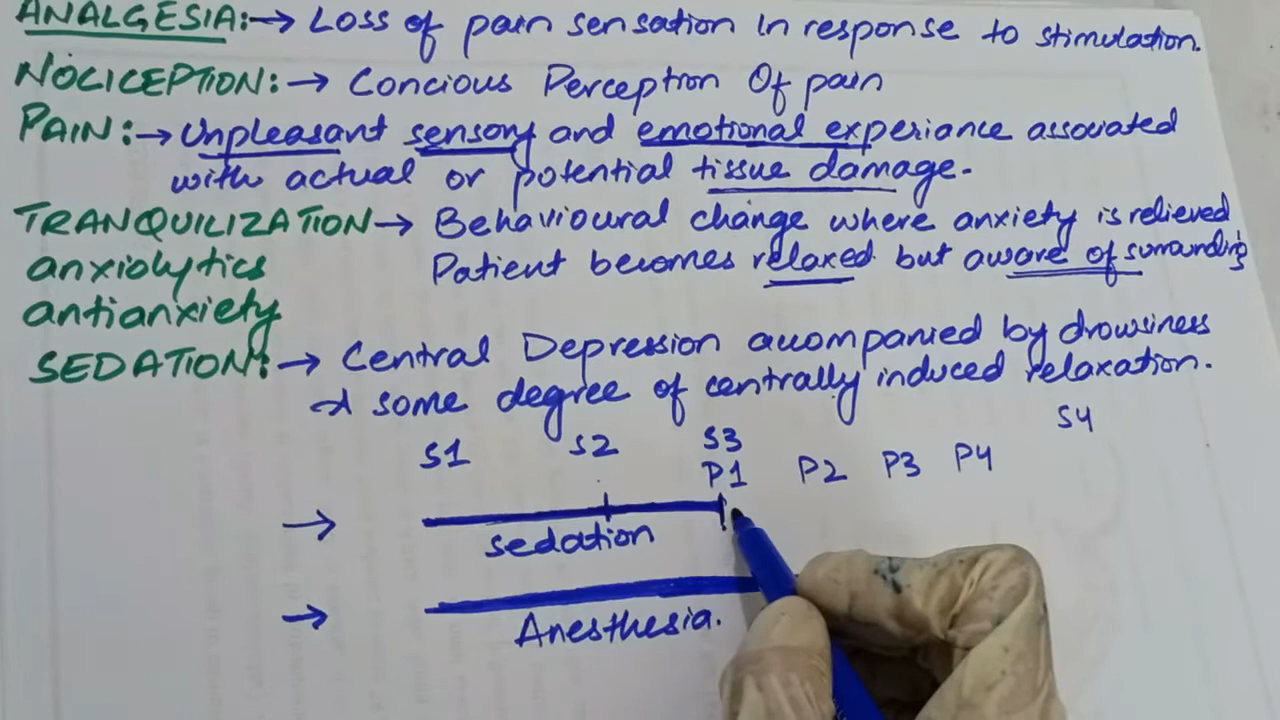 ANALGESIA:→ Loss of pain sensation in response to stimulation.
NOCICEPTION:→ Concious Perception Of pain
PAIN:→ Unpleasant sensory and emotional experiance associated
with actual or potential tissue damage.
TRANQUILIZATION→ Behavioural change where anxiety is relieved
anxiolytics Patient becomes relaxed but aware of surrounding
antianxiety
SEDATION:→ Central Depression accompanied by drowsiness
& some degree of centrally induced relaxation.
S1 S2 S3 S4
P1 P2 P3 P4
→ sedation
→ Anesthesia.